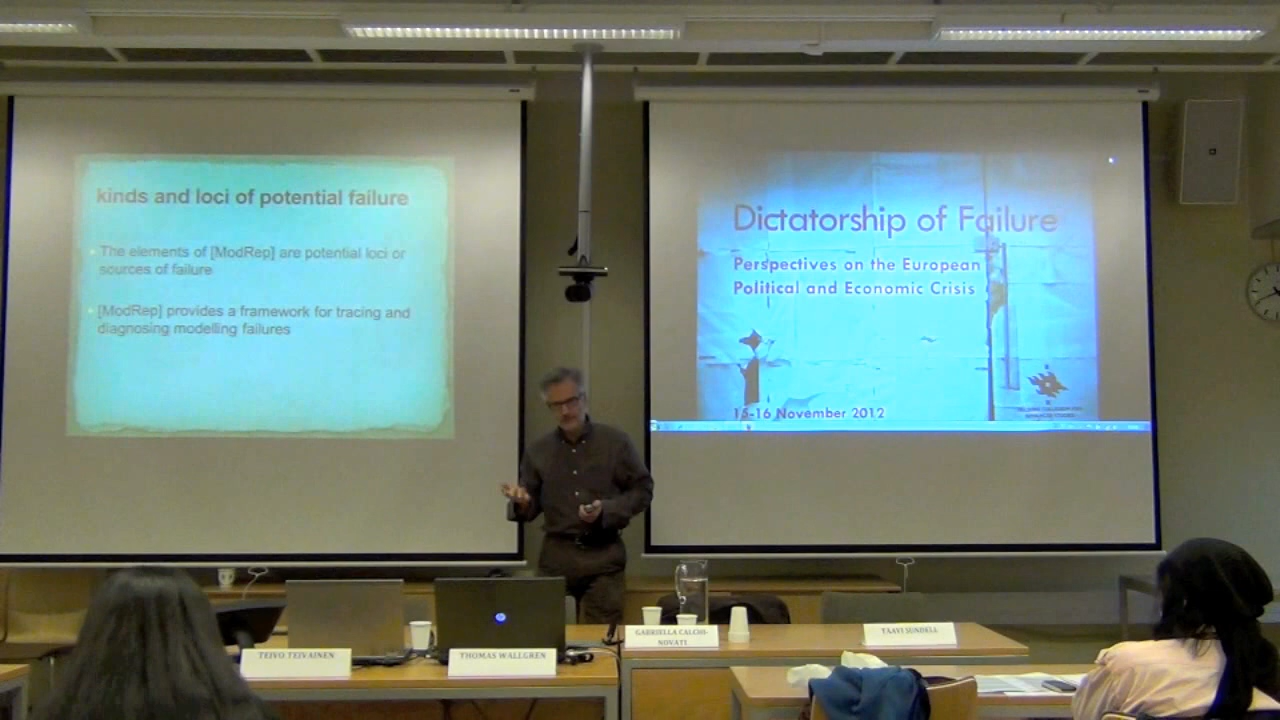 kinds and loci of potential failure
The elements of [ModRep] are potential loci or
sources of failure
[ModRep] provides a framework for tracing and
diagnosing modelling failures
Dictatorship of Failure
Perspectives on the European
Political and Economic Crisis
15-16 November 2012
TEIVO TEIVAINEN
THOMAS WALLGREN
GABRIELLA CALCHI-
NOVATI
TAAVI SUNDELL
hp